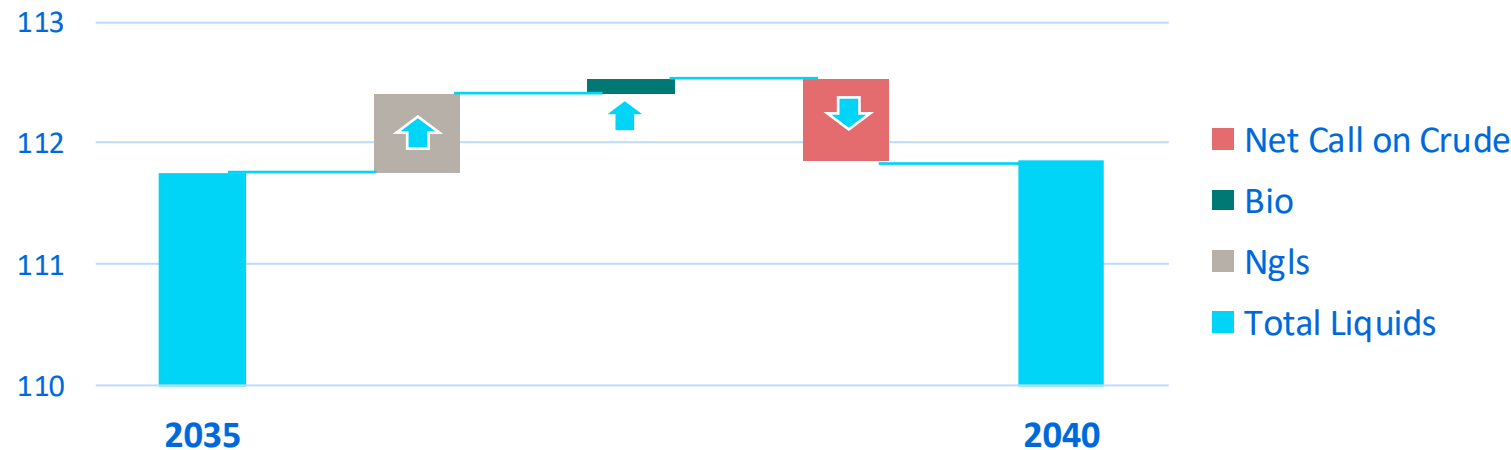 113
112
111
110
2035
2040
Net Call on Crude
Bio
Ngls
Total Liquids